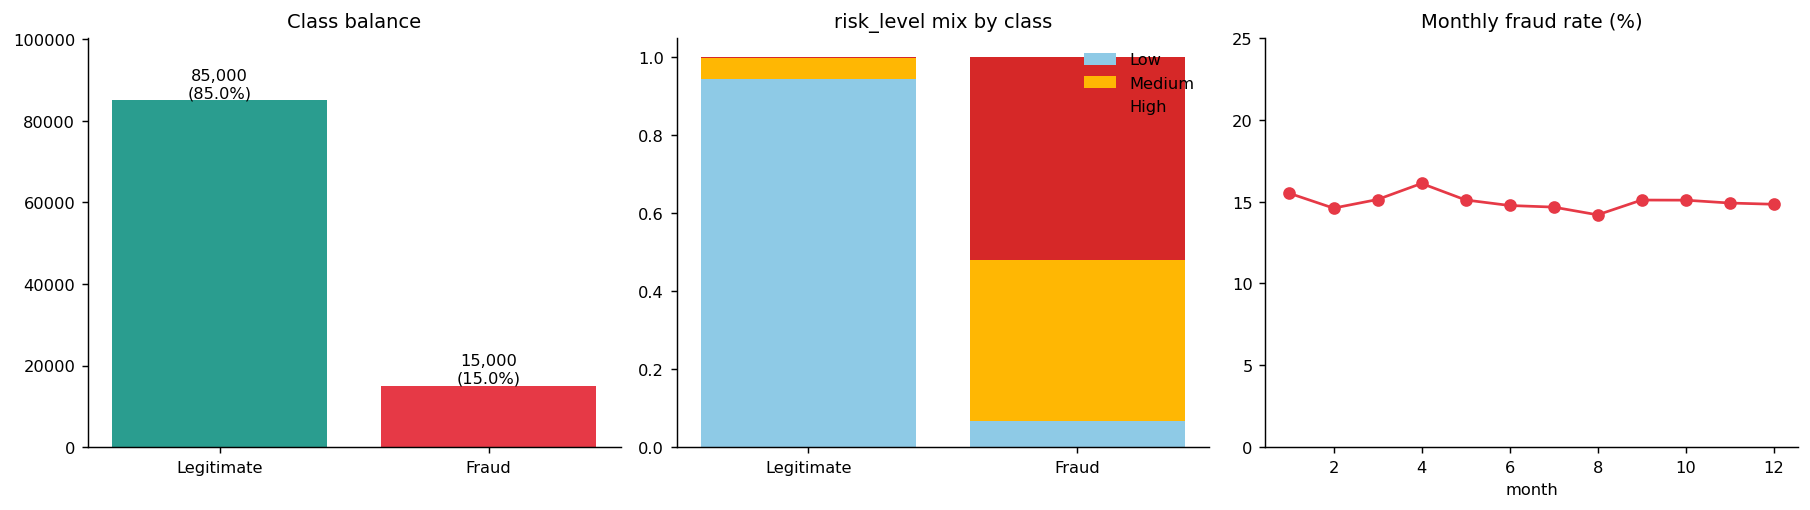 Class balance
100000
80000
60000
40000
20000
0
85,000
(85.0%)
15,000
(15.0%)
Legitimate
Fraud
risk_level mix by class
1.0
0.8
0.6
0.4
0.2
0.0
Low
Medium
High
Legitimate
Fraud
Monthly fraud rate (%)
25
20
15
10
5
0
2 4 6 8 10 12
month